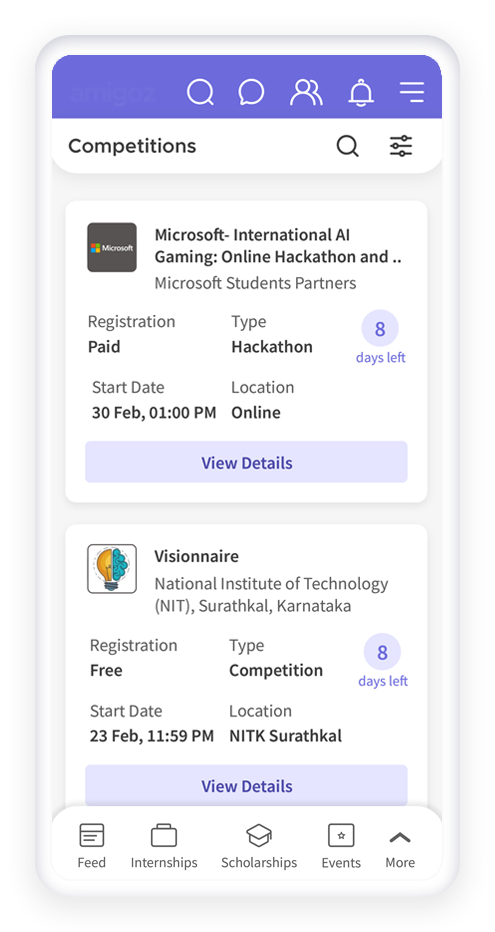 amigoz
Competitions
Microsoft
Microsoft- International AI
Gaming: Online Hackathon and ..
Microsoft Students Partners
Registration
Type
8
Paid
Hackathon
days left
Start Date
Location
30 Feb, 01:00 PM
Online
View Details
Visionnaire
National Institute of Technology
(NIT), Surathkal, Karnataka
Registration
Type
8
Free
Competition
days left
Start Date
Location
23 Feb, 11:59 PM
NITK Surathkal
View Details
Feed
Internships
Scholarships
Events
More